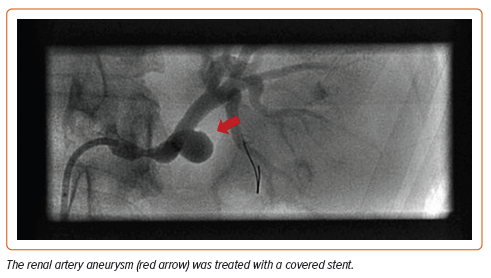 The renal artery aneurysm (red arrow) was treated with a covered stent.